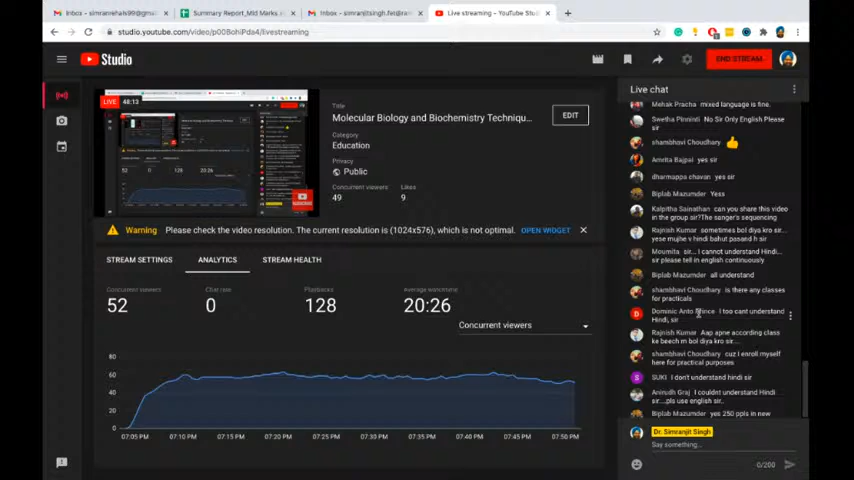 Inbox - simranehals99@gmail
Summary Report_Mid Marks
Inbox - simranjitsingh.fet@ram
Live streaming - YouTube Stud
studio.youtube.com/video/p00BohiPda4/livestreaming
Studio
END STREAM
LIVE 48:13
Title
Molecular Biology and Biochemistry Techniqu...
EDIT
Category
Education
Privacy
Public
Concurrent viewers
Likes
49
9
Warning Please check the video resolution. The current resolution is (1024x576), which is not optimal. OPEN WIDGET
STREAM SETTINGS
ANALYTICS
STREAM HEALTH
Concurrent viewers
Chat rate
Playbacks
Average watchtime
52
0
128
20:26
Concurrent viewers
80
60
40
20
0
07:05 PM
07:10 PM
07:15 PM
07:20 PM
07:25 PM
07:30 PM
07:35 PM
07:40 PM
07:45 PM
07:50 PM
Live chat
Mehak Pracha mixed language is fine.
Swetha Pinninti No Sir Only English Please
sir
shambhavi Choudhary
Amrita Bajpai yes sir
dharmappa chavan yes sir
Biplab Mazumder Yess
Kalpitha Sainathan can you share this video
in the group sir?The sanger's sequencing
Rajnish Kumar sometimes bol diya kro sir...
yese mujhe v hindi bahut pasand h sir
Moumita sir... I cannot understand Hindi...
sir please tell in english continuously
Biplab Mazumder all understand
shambhavi Choudhary is there any classes
for practicals
Dominic Anto Prince I too cant understand
Hindi, sir
Rajnish Kumar Aap apne according class
ke beech m bol diya kro sir...
shambhavi Choudhary cuz I enroll myself
here for practical purposes
SUKI I don't understand hindi sir
Anirudh Graj I couldnt understand Hindi
sir....pls use english sir..
Biplab Mazumder yes 250 ppls in new
Dr. Simranjit Singh
Say something...
0/200